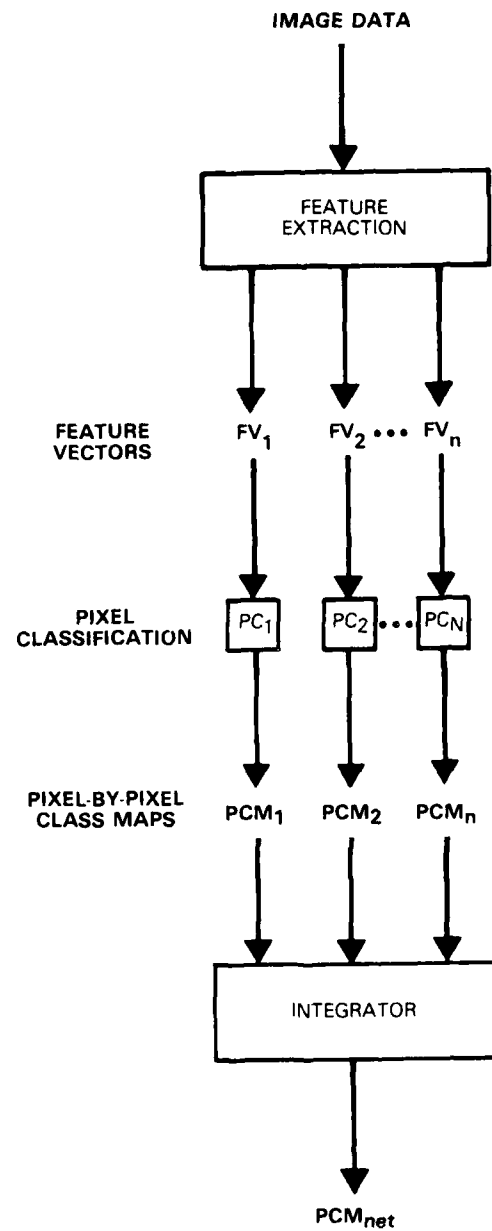 IMAGE DATA
FEATURE
EXTRACTION
FEATURE
VECTORS
FV1 FV2 ••• FVn
PIXEL
CLASSIFICATION
PC1 PC2 ••• PCN
PIXEL-BY-PIXEL
CLASS MAPS
PCM1 PCM2 PCMn
INTEGRATOR
PCMnet